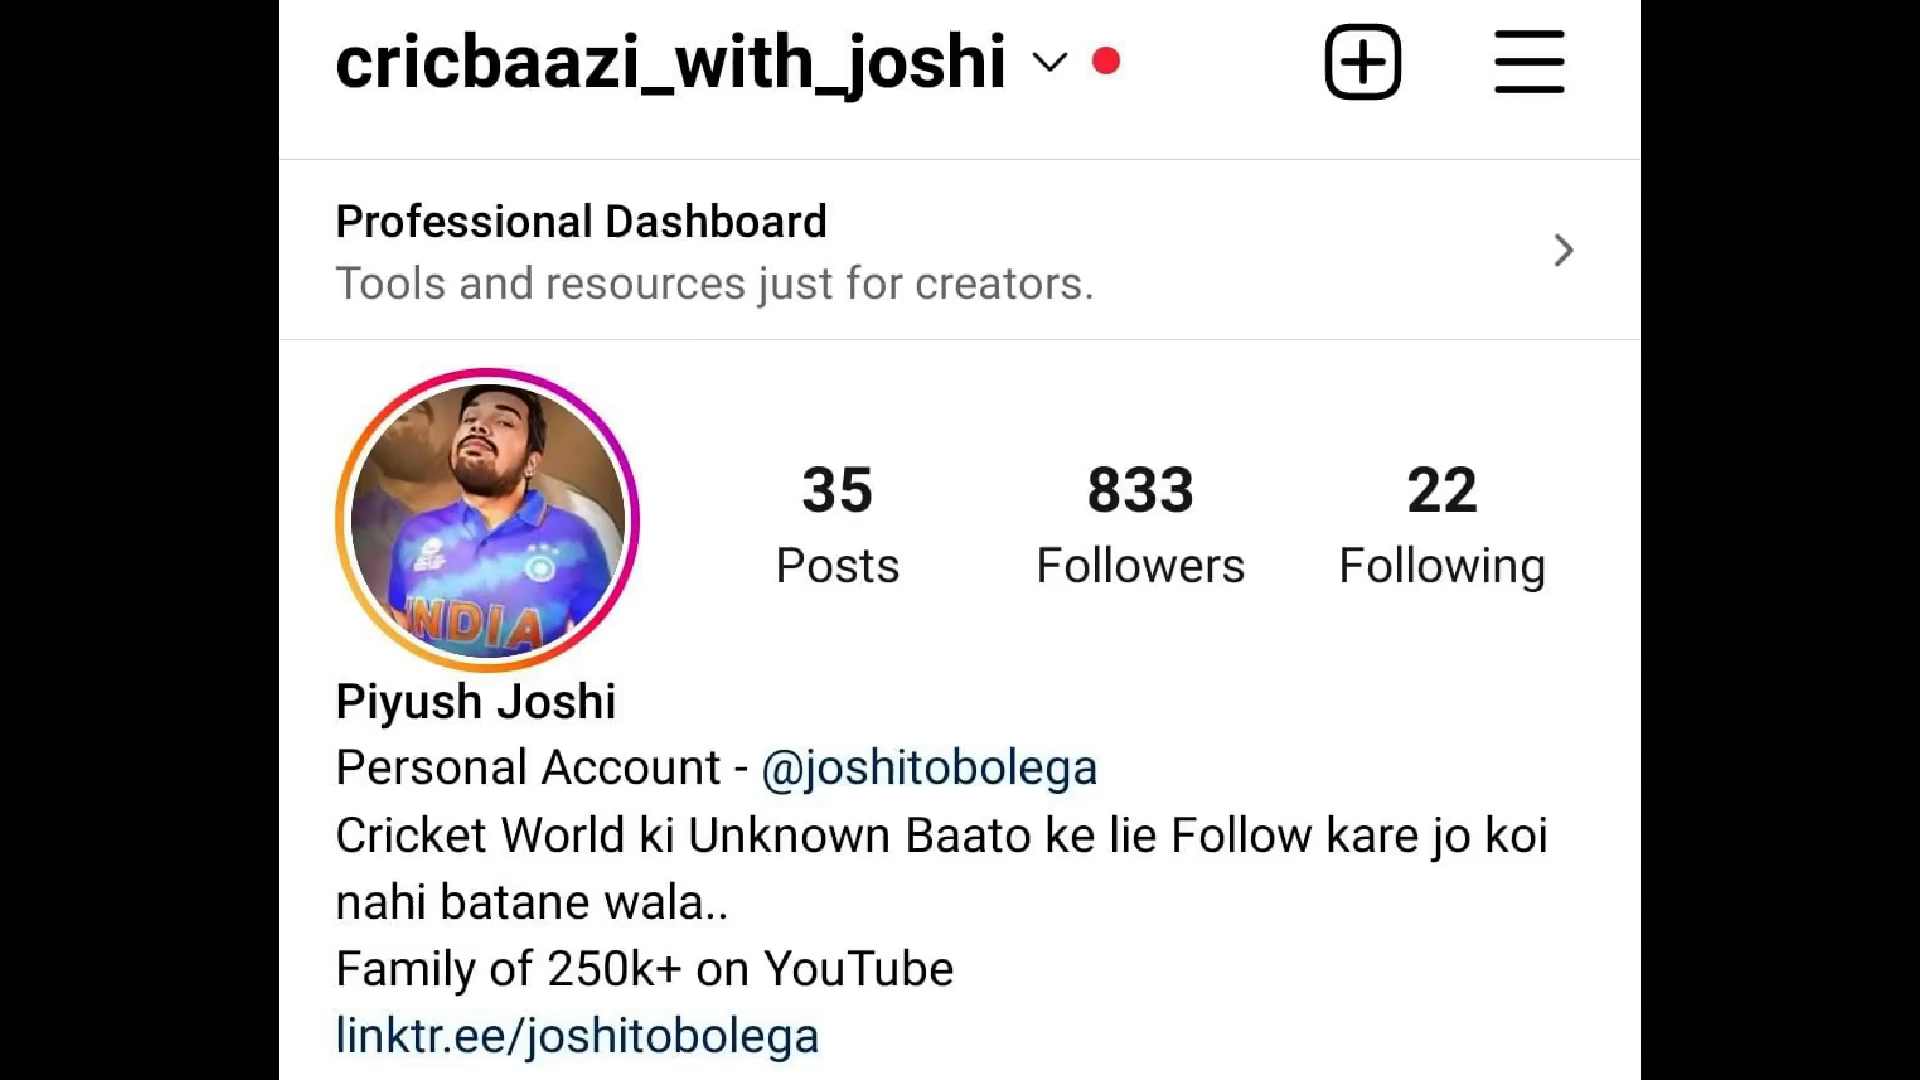 cricbaazi_with_joshi
Professional Dashboard
Tools and resources just for creators.
35
Posts
833
Followers
22
Following
INDIA
Piyush Joshi
Personal Account - @joshitobolega
Cricket World ki Unknown Baato ke lie Follow kare jo koi
nahi batane wala..
Family of 250k+ on YouTube
linktr.ee/joshitobolega